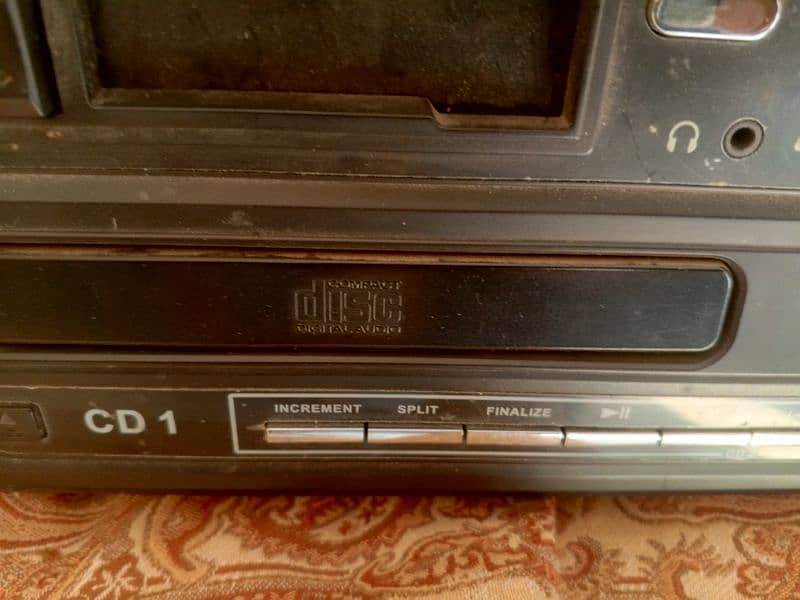 COMPACT
disc
DIGITAL AUDIO
CD 1
INCREMENT SPLIT FINALIZE